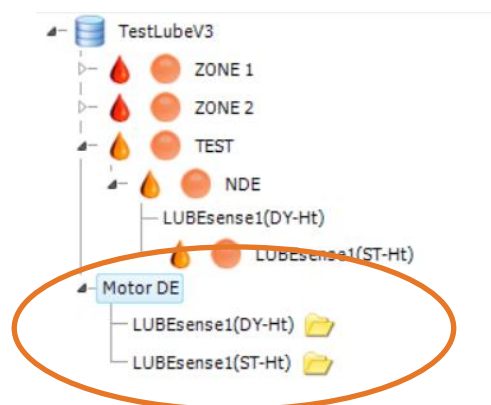 TestLubeV3
ZONE 1
ZONE 2
TEST
NDE
LUBEsense1(DY-Ht)
LUBEsense1(ST-Ht)
Motor DE
LUBEsense1(DY-Ht)
LUBEsense1(ST-Ht)